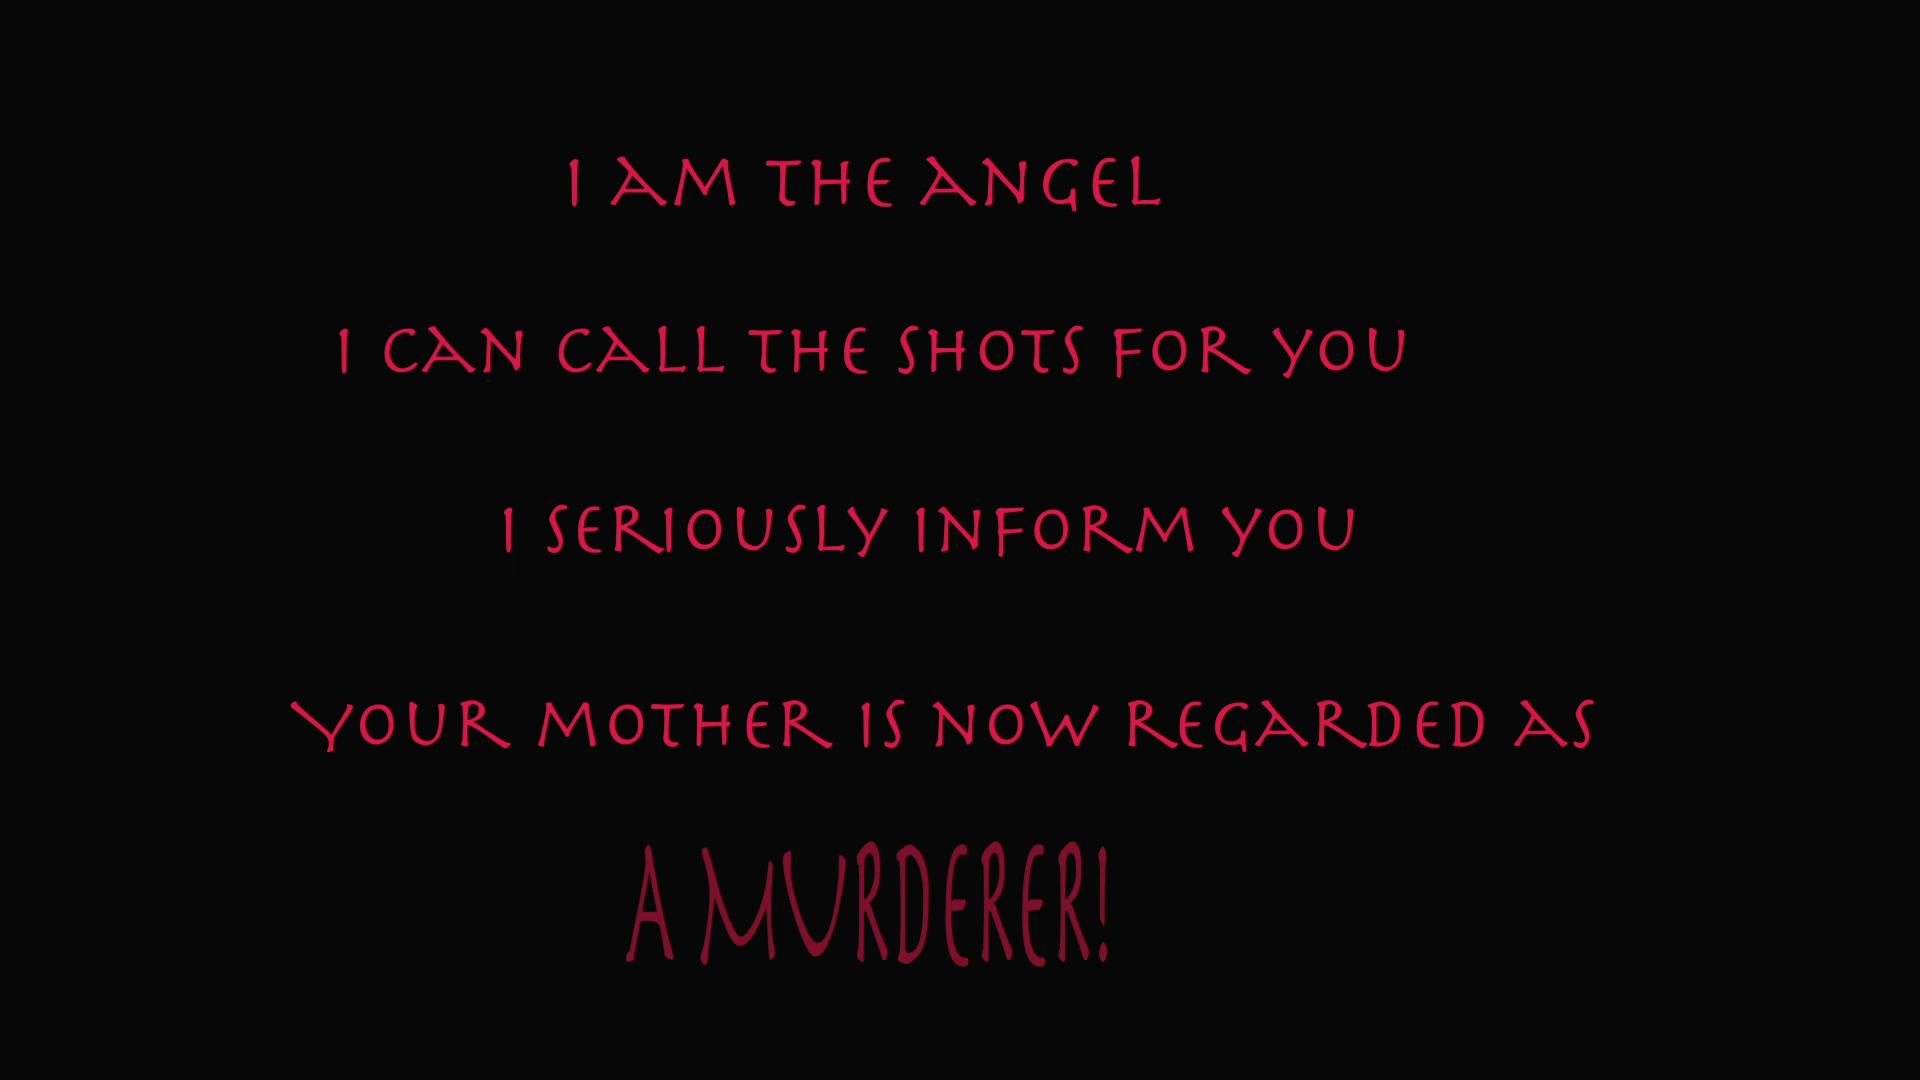 I AM THE ANGEL
I CAN CALL THE SHOTS FOR YOU
I SERIOUSLY INFORM YOU
YOUR MOTHER IS NOW REGARDED AS
A MURDERER!